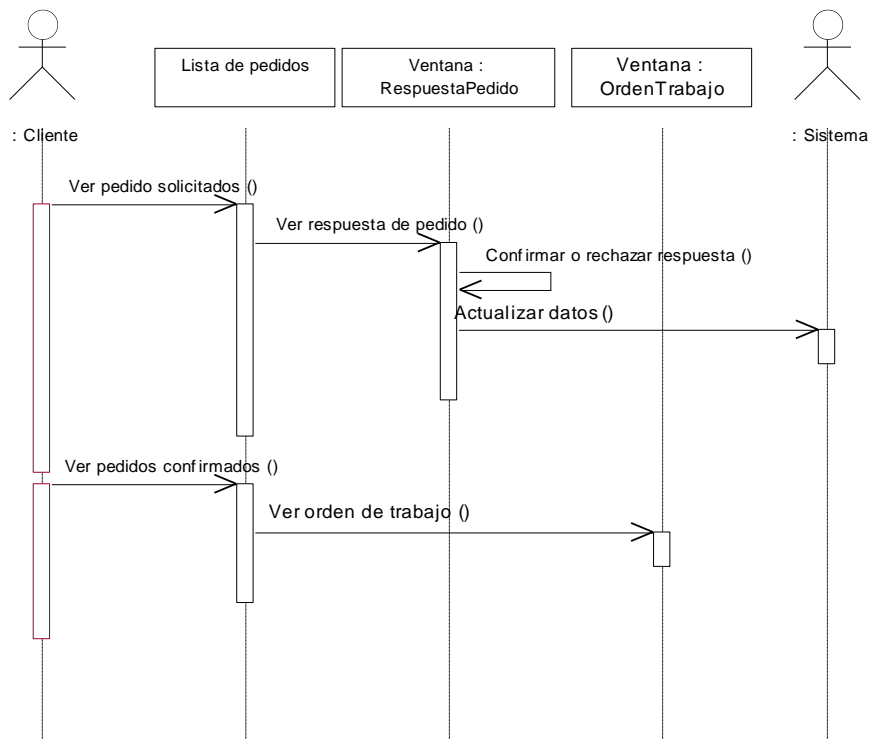 Lista de pedidos
Ventana :
RespuestaPedido
Ventana :
OrdenTrabajo
: Cliente
: Sistema
Ver pedido solicitados ()
Ver respuesta de pedido ()
Confirmar o rechazar respuesta ()
Actualizar datos ()
Ver pedidos confirmados ()
Ver orden de trabajo ()